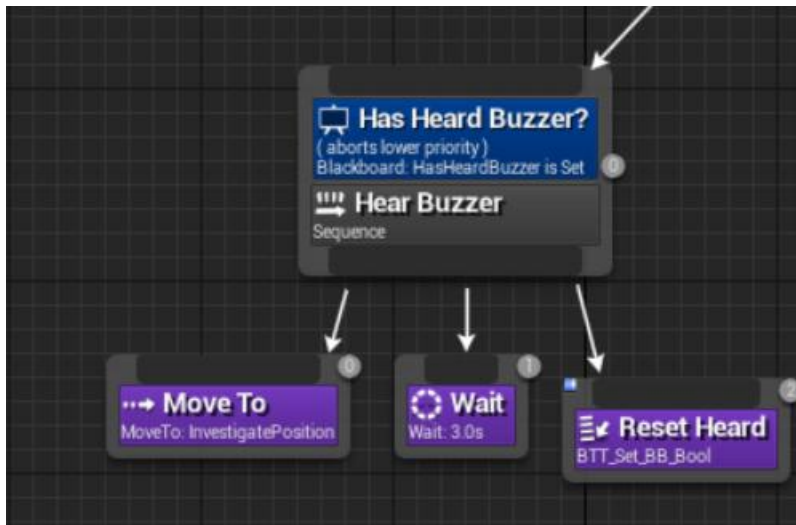 Has Heard Buzzer?
( aborts lower priority )
Blackboard: HasHeardBuzzer is Set
0
Hear Buzzer
Sequence
0
Move To
MoveTo: InvestigatePosition
1
Wait
Wait: 3.0s
2
Reset Heard
BTT_Set_BB_Bool